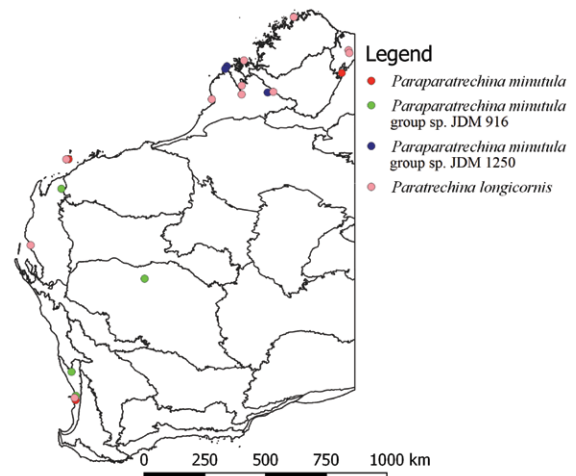 Legend
Paraparatrechina minutula
Paraparatrechina minutula
group sp. JDM 916
Paraparatrechina minutula
group sp. JDM 1250
Paratrechina longicornis
0 250 500 750 1000 km